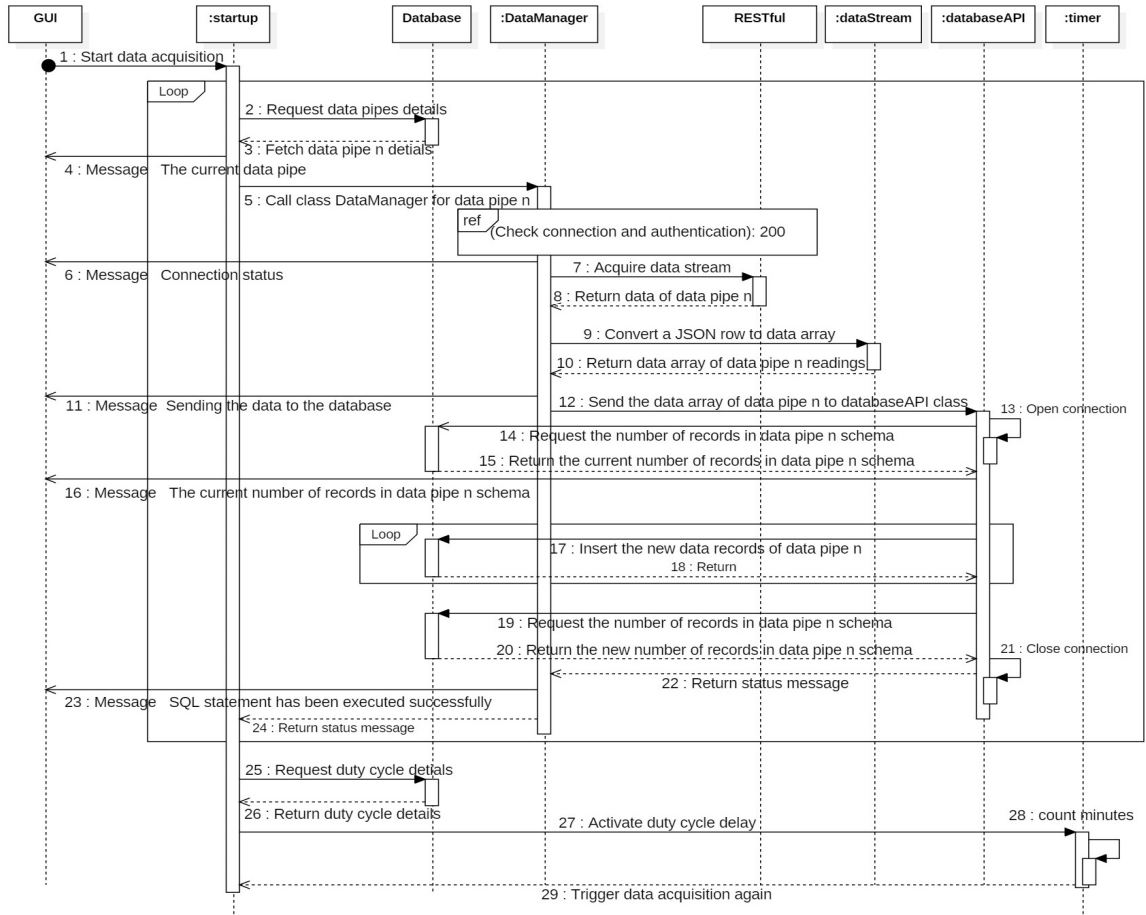 GUI
:startup
Database
:DataManager
RESTful
:dataStream
:databaseAPI
:timer
1 : Start data acquisition
Loop
2 : Request data pipes details
3 : Fetch data pipe n detials
4 : Message   The current data pipe
5 : Call class DataManager for data pipe n
ref
(Check connection and authentication): 200
6 : Message   Connection status
7 : Acquire data stream
8 : Return data of data pipe n
9 : Convert a JSON row to data array
10 : Return data array of data pipe n readings
11 : Message  Sending the data to the database
12 : Send the data array of data pipe n to databaseAPI class
13 : Open connection
14 : Request the number of records in data pipe n schema
15 : Return the current number of records in data pipe n schema
16 : Message   The current number of records in data pipe n schema
Loop
17 : Insert the new data records of data pipe n
18 : Return
19 : Request the number of records in data pipe n schema
20 : Return the new number of records in data pipe n schema
21 : Close connection
22 : Return status message
23 : Message   SQL statement has been executed successfully
24 : Return status message
25 : Request duty cycle detials
26 : Return duty cycle details
27 : Activate duty cycle delay
28 : count minutes
29 : Trigger data acquisition again